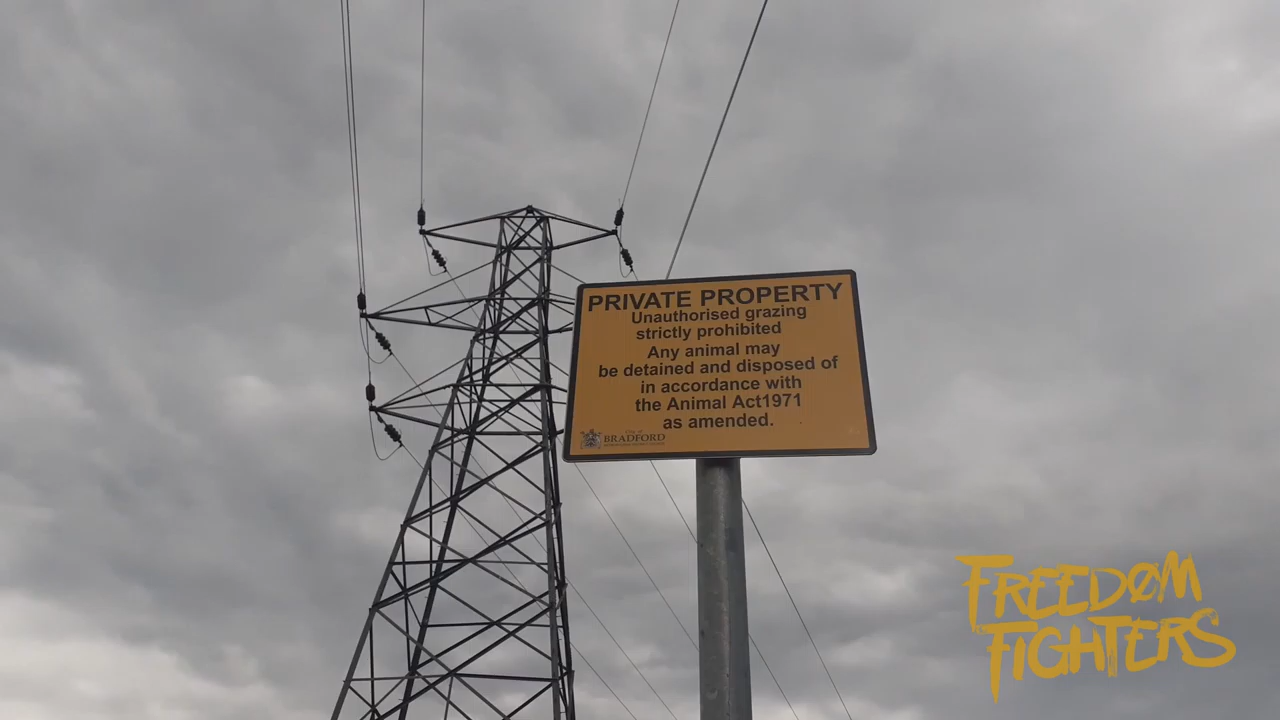 PRIVATE PROPERTY
Unauthorised grazing
strictly prohibited
Any animal may
be detained and disposed of
in accordance with
the Animal Act1971
as amended.
BRADFORD
FREEDOM
FIGHTERS